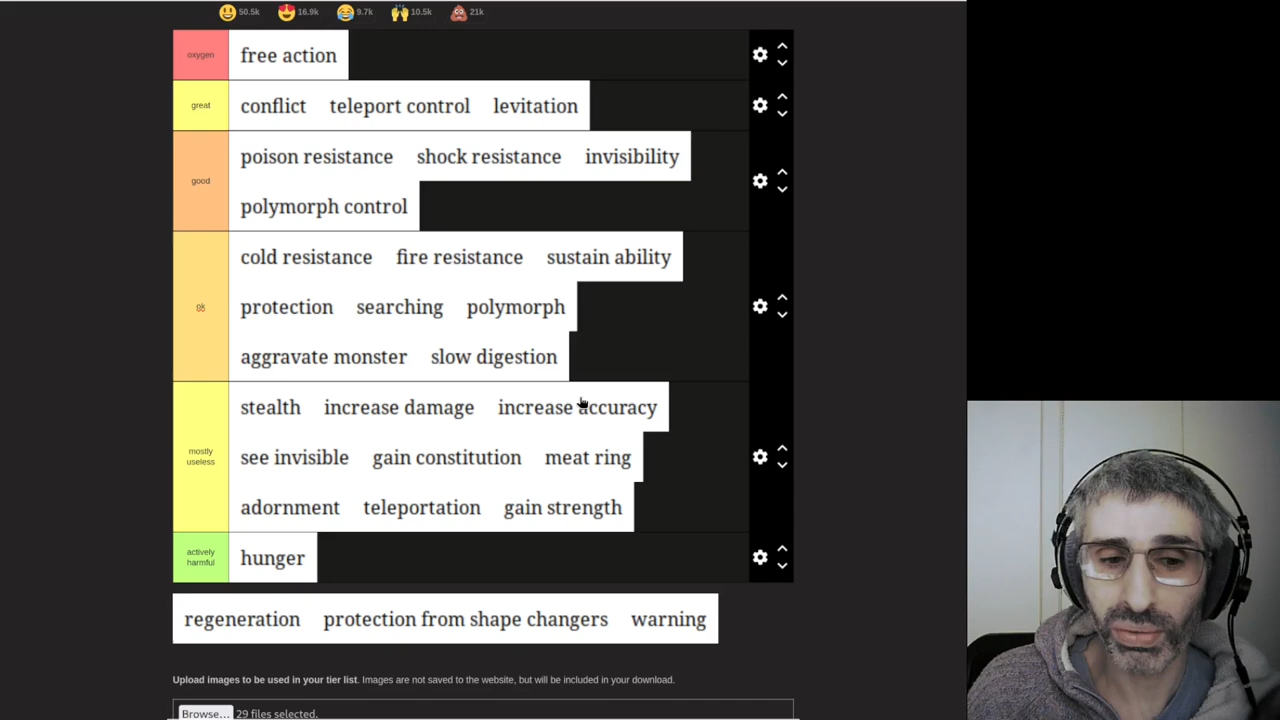 50.5k 16.9k 9.7k 10.5k 21k
oxygen
free action
great
conflict teleport control levitation
good
poison resistance shock resistance invisibility
polymorph control
ok
cold resistance fire resistance sustain ability
protection searching polymorph
aggravate monster slow digestion
mostly
useless
stealth increase damage increase accuracy
see invisible gain constitution meat ring
adornment teleportation gain strength
actively
harmful
hunger
regeneration protection from shape changers warning
Upload images to be used in your tier list. Images are not saved to the website, but will be included in your download.
Browse... 29 files selected.